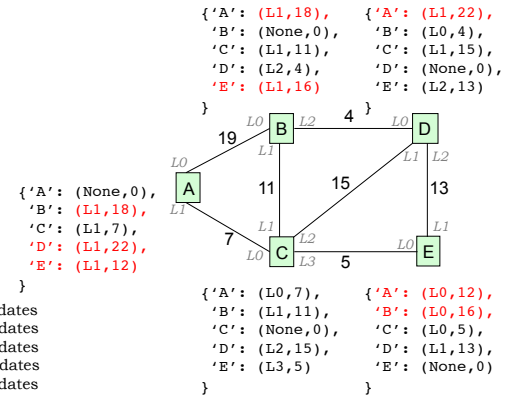 {‘A’: (L1,18),
‘B’: (None,0),
‘C’: (L1,11),
‘D’: (L2,4),
‘E’: (L1,16)
}
{‘A’: (L1,22),
‘B’: (L0,4),
‘C’: (L1,15),
‘D’: (None,0),
‘E’: (L2,13)
}
L0 B L2 4 L0 D
19 L1 L1 L2
L0
A 11 15 13
L1
{‘A’: (None,0),
‘B’: (L1,18),
‘C’: (L1,7),
‘D’: (L1,22),
‘E’: (L1,12)
}
7 L1 L2 L1
L0 C L3 5 L0 E
{‘A’: (L0,7),
‘B’: (L1,11),
‘C’: (None,0),
‘D’: (L2,15),
‘E’: (L3,5)
}
{‘A’: (L0,12),
‘B’: (L0,16),
‘C’: (L0,5),
‘D’: (L1,13),
‘E’: (None,0)
}
dates
dates
dates
dates
dates